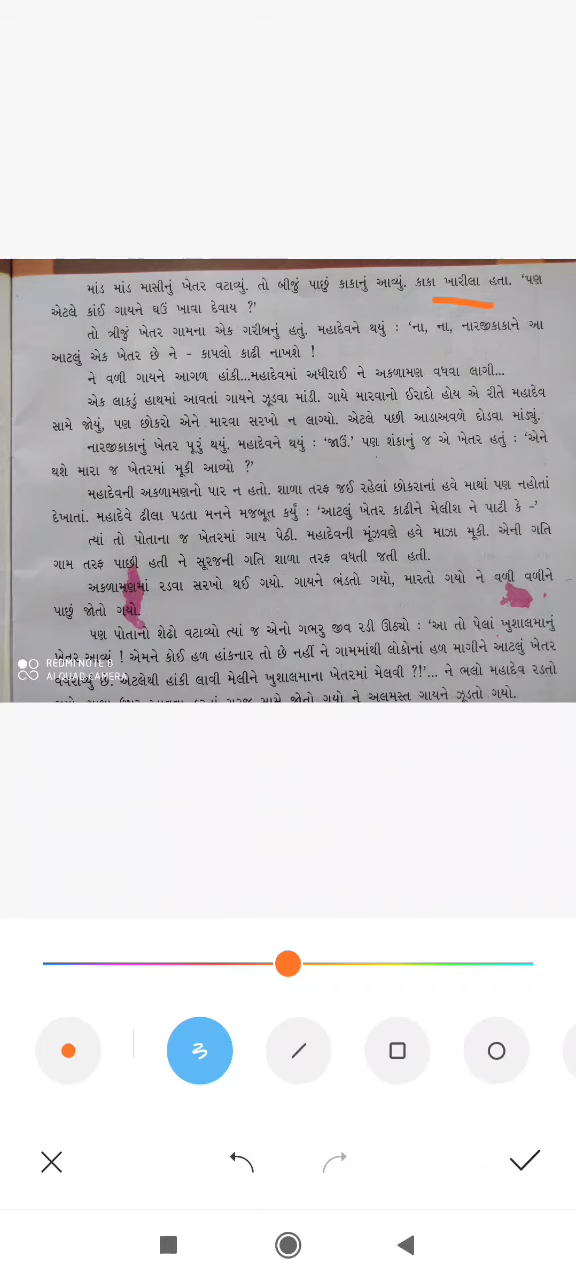 માંડ માંડ માસીનું ખેતર વટાવ્યું. તો બીજું પાછું કાકાનું આવ્યું. કાકા ખારીલા હતા. ‘પણ
એટલે કાંઈ ગાયને ઘઉં ખાવા દેવાય ?’
તો ત્રીજું ખેતર ગામના એક ગરીબનું હતું. મહાદેવને થયું : ‘ના, ના, નારજીકાકાને આ
આટલું એક ખેતર છે ને - કાપલો કાઢી નાખશે !
ને વળી ગાયને આગળ હાંકી...મહાદેવમાં અધીરાઈ ને અકળામણ વધવા લાગી...
એક લાકડું હાથમાં આવતાં ગાયને ઝૂડવા માંડી. ગાયે મારવાનો ઈરાદો હોય એ રીતે મહાદેવ
સામે જોયું, પણ છોકરો એને મારવા સરખો ન લાગ્યો. એટલે પછી આડાઅવળે દોડવા માંડ્યું.
નારજીકાકાનું ખેતર પૂરું થયું. મહાદેવને થયું : ‘જાઉં.’ પણ શંકાનું જ એ ખેતર હતું : ‘એને
થશે મારા જ ખેતરમાં મૂકી આવ્યો ?’
મહાદેવની અકળામણનો પાર ન હતો. શાળા તરફ જઈ રહેલાં છોકરાનાં હવે માથાં પણ નહોતાં
દેખાતાં. મહાદેવે ઢીલા પડતા મનને મજબૂત કર્યું : ‘આટલું ખેતર કાઢીને મેલીશ ને પાટી કે -’
ત્યાં તો પોતાના જ ખેતરમાં ગાય પેઠી. મહાદેવની મૂંઝવણે હવે માઝા મૂકી. એની ગતિ
ગામ તરફ પાછી હતી ને સૂરજની ગતિ શાળા તરફ વધતી જતી હતી.
અકળામણમાં રડવા સરખો થઈ ગયો. ગાયને ભંડતો ગયો, મારતો ગયો ને વળી વળીને
પાછું જોતો ગયો.
પણ પોતાનો શેઢો વટાવ્યો ત્યાં જ એનો ગભરુ જીવ રડી ઊઠ્યો : ‘આ તો પેલાં ખુશાલમાનું
ખેતર આવ્યું ! એમને કોઈ હળ હાંકનાર તો છે નહીં ને ગામમાંથી લોકોનાં હળ માગીને આટલું ખેતર
વવરાવ્યું છે. એટલેથી હાંકી લાવી મેલીને ખુશાલમાના ખેતરમાં મેલવી ?!’... ને ભલો મહાદેવ રડતો
સામે જોતો ગયો ને અલમસ્ત ગાયને ઝૂડતો ગયો.
REDMI NOTE 8
AI QUAD CAMERA